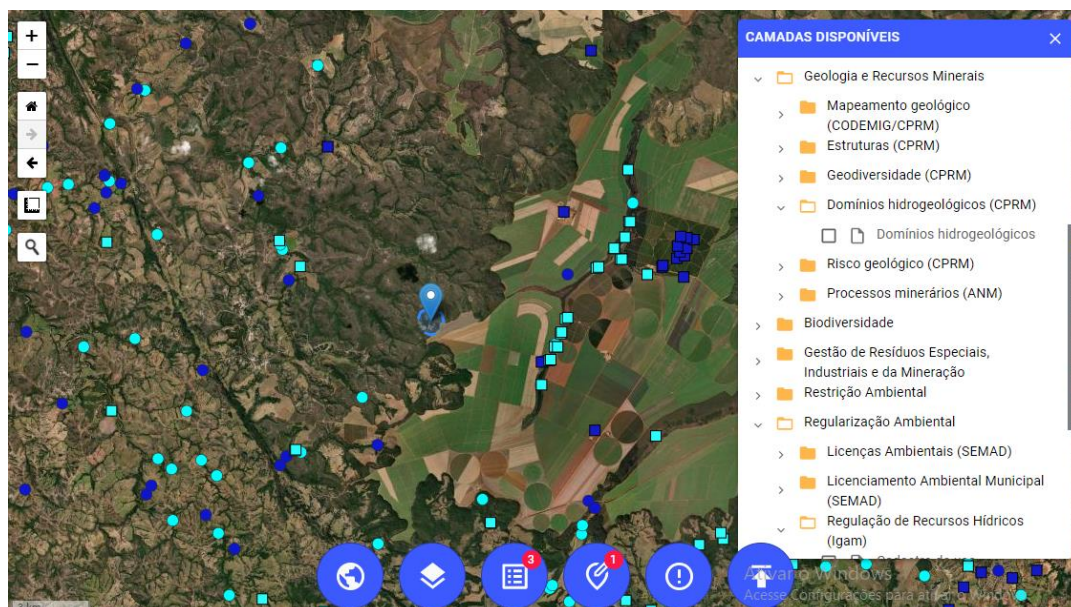 CAMADAS DISPONÍVEIS
Geologia e Recursos Minerais
Mapeamento geológico
(CODEMIG/CPRM)
Estruturas (CPRM)
Geodiversidade (CPRM)
Domínios hidrogeológicos (CPRM)
Domínios hidrogeológicos
Risco geológico (CPRM)
Processos minerários (ANM)
Biodiversidade
Gestão de Resíduos Especiais,
Industriais e da Mineração
Restrição Ambiental
Regularização Ambiental
Licenças Ambientais (SEMAD)
Licenciamento Ambiental Municipal
(SEMAD)
Regulação de Recursos Hídricos
(Igam)
3
1
Windows
Acesse Configurações para ativar o Windows.